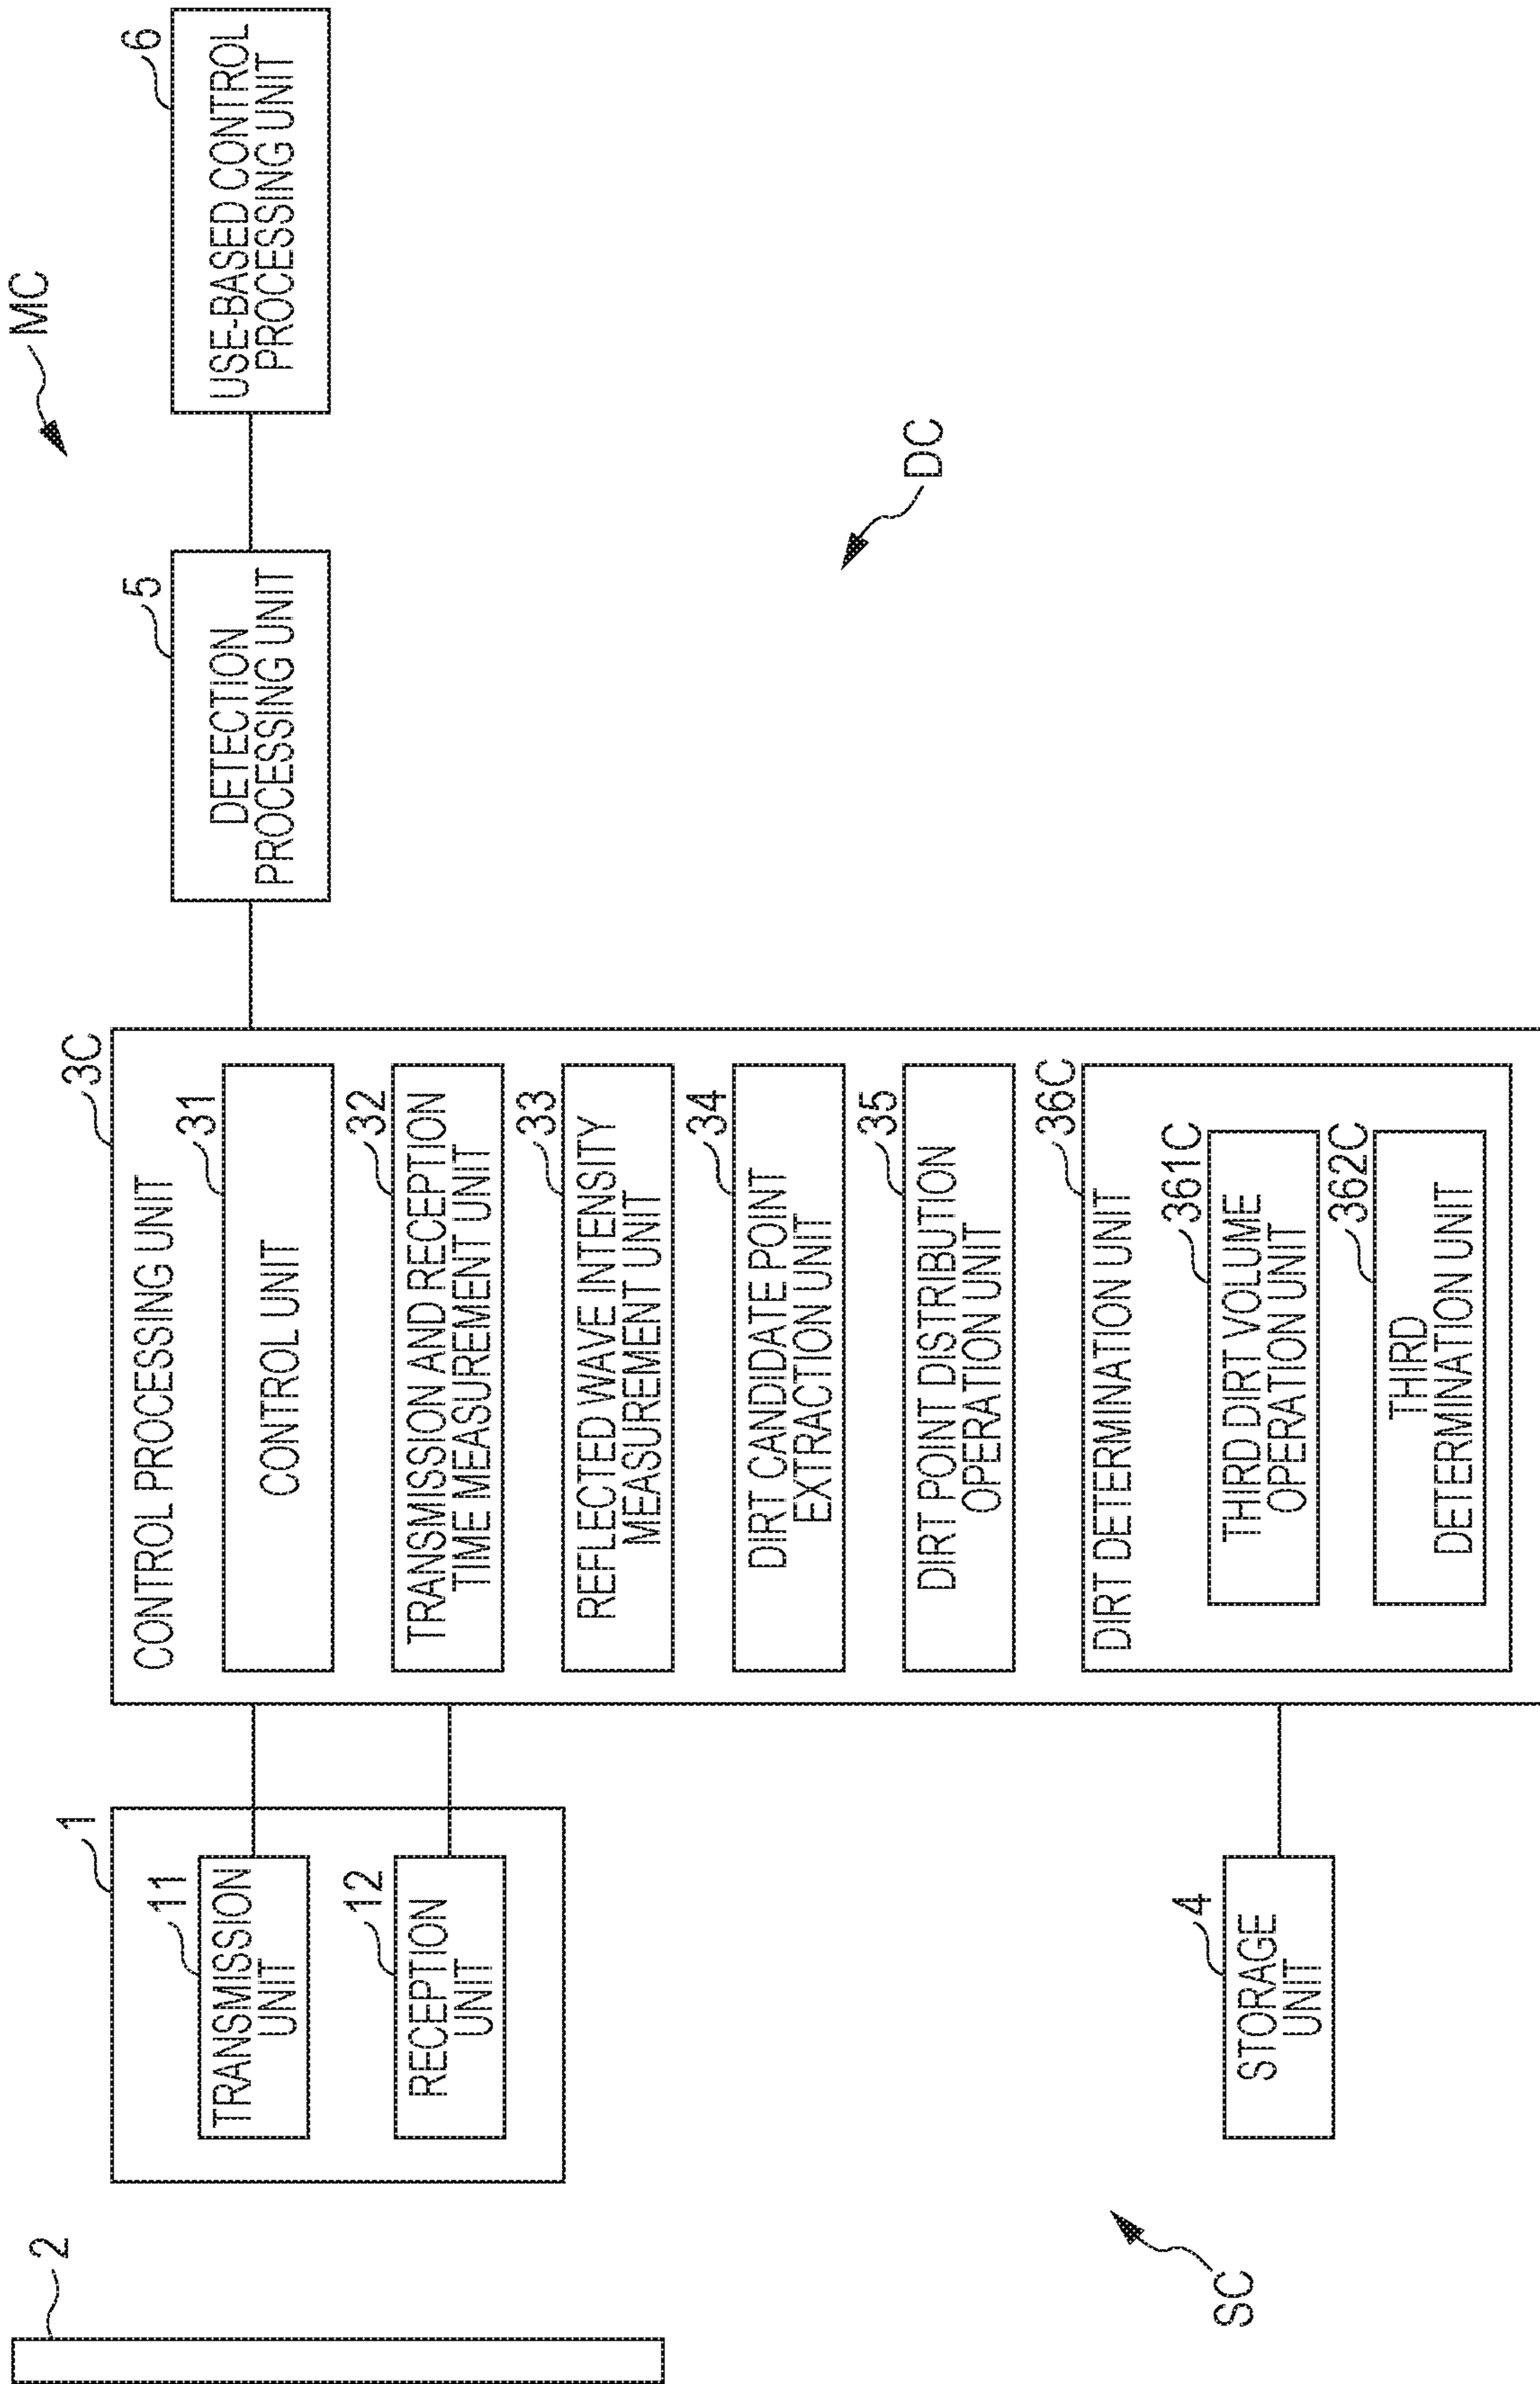 MC
2
1
11
TRANSMISSION
UNIT
12
RECEPTION
UNIT
3C
CONTROL PROCESSING UNIT
31
CONTROL UNIT
32
TRANSMISSION AND RECEPTION
TIME MEASUREMENT UNIT
33
REFLECTED WAVE INTENSITY
MEASUREMENT UNIT
34
DIRT CANDIDATE POINT
EXTRACTION UNIT
35
DIRT POINT DISTRIBUTION
OPERATION UNIT
36C
DIRT DETERMINATION UNIT
361C
THIRD DIRT VOLUME
OPERATION UNIT
362C
THIRD
DETERMINATION UNIT
5
DETECTION
PROCESSING UNIT
6
USE-BASED CONTROL
PROCESSING UNIT
DC
4
STORAGE
UNIT
SC